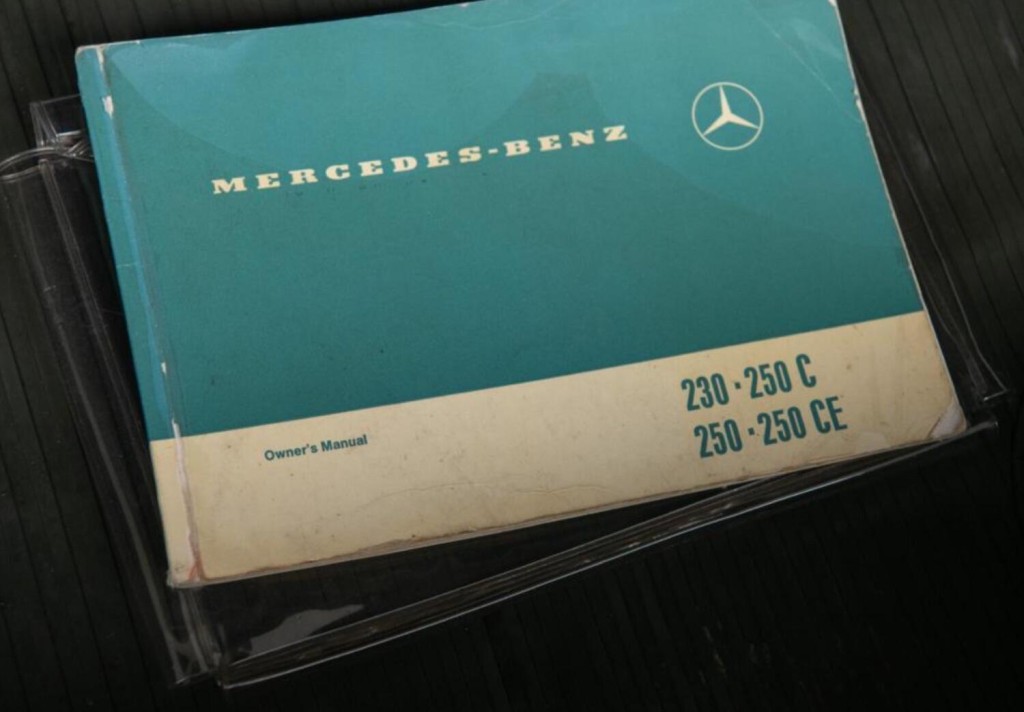 MERCEDES-BENZ
Owner's Manual
230 · 250 C
250 · 250 CE